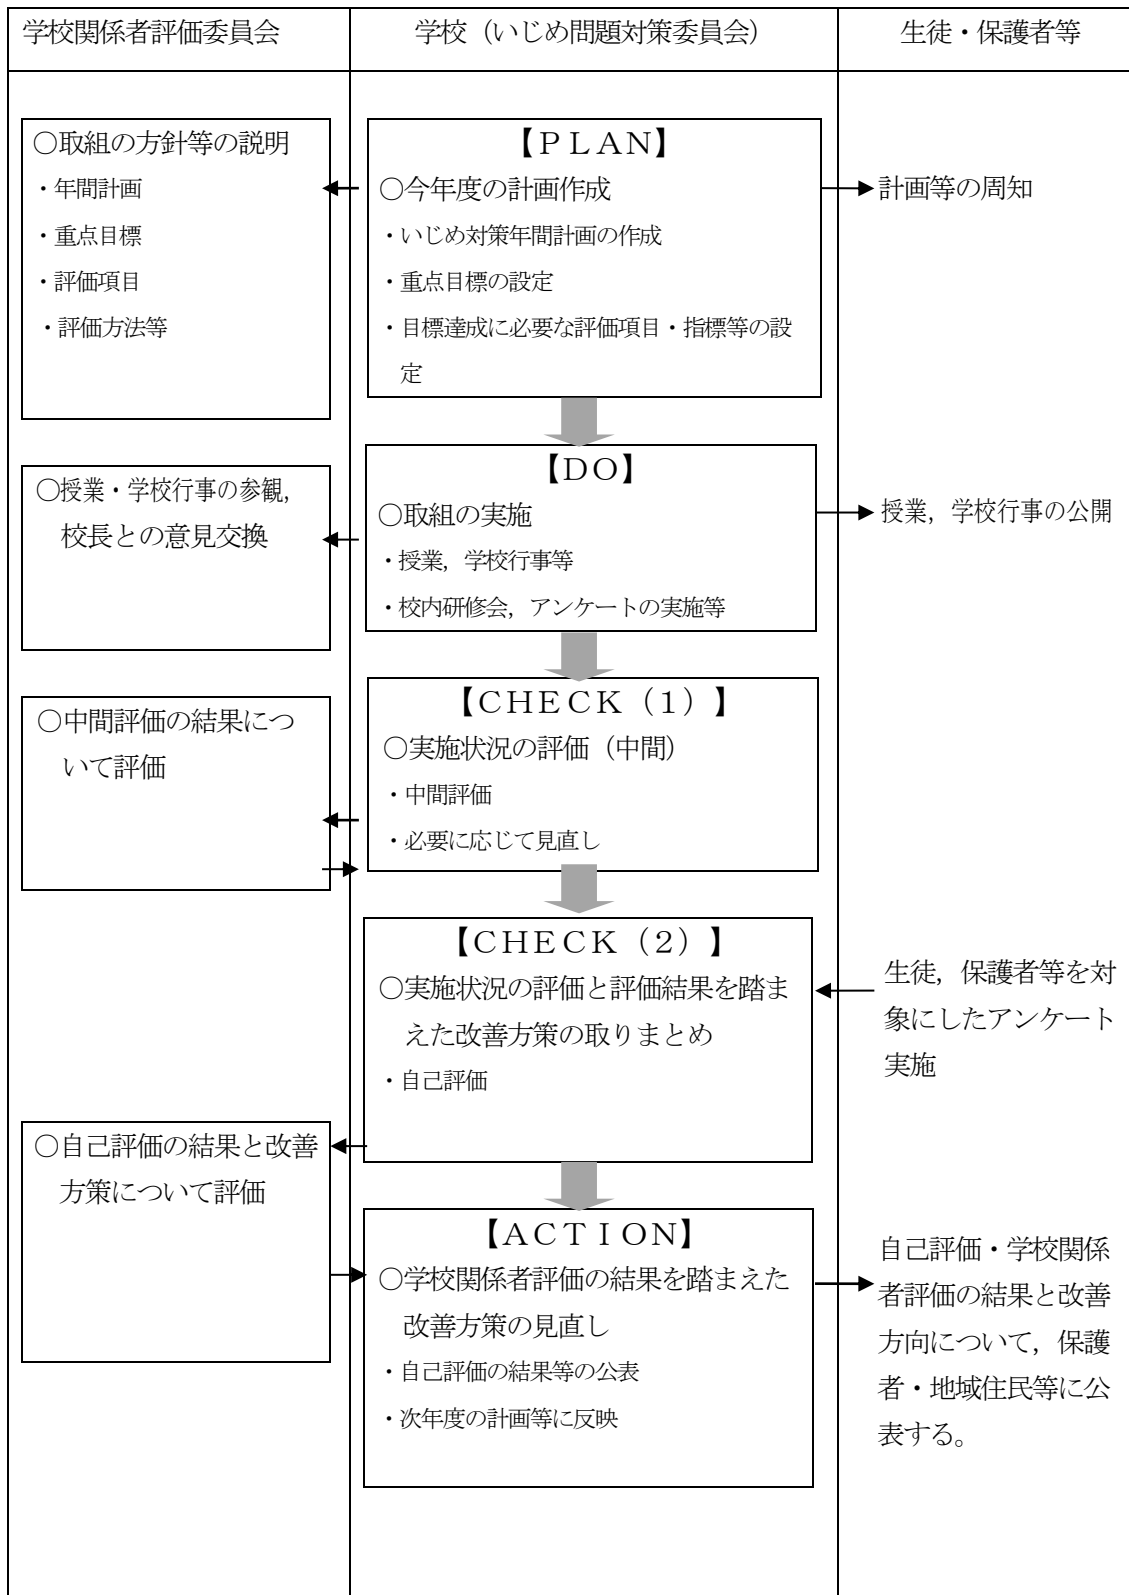 学校関係者評価委員会
学校（いじめ問題対策委員会）
生徒・保護者等
○取組の方針等の説明
・年間計画
・重点目標
・評価項目
・評価方法等
【ＰＬＡＮ】
○今年度の計画作成
・いじめ対策年間計画の作成
・重点目標の設定
・目標達成に必要な評価項目・指標等の設
定
計画等の周知
○授業・学校行事の参観，
校長との意見交換
【ＤＯ】
○取組の実施
・授業，学校行事等
・校内研修会，アンケートの実施等
授業，学校行事の公開
○中間評価の結果につ
いて評価
【ＣＨＥＣＫ（１）】
○実施状況の評価（中間）
・中間評価
・必要に応じて見直し
【ＣＨＥＣＫ（２）】
○実施状況の評価と評価結果を踏ま
えた改善方策の取りまとめ
・自己評価
生徒，保護者等を対
象にしたアンケート
実施
○自己評価の結果と改善
方策について評価
【ＡＣＴＩＯＮ】
○学校関係者評価の結果を踏まえた
改善方策の見直し
・自己評価の結果等の公表
・次年度の計画等に反映
自己評価・学校関係
者評価の結果と改善
方向について，保護
者・地域住民等に公
表する。